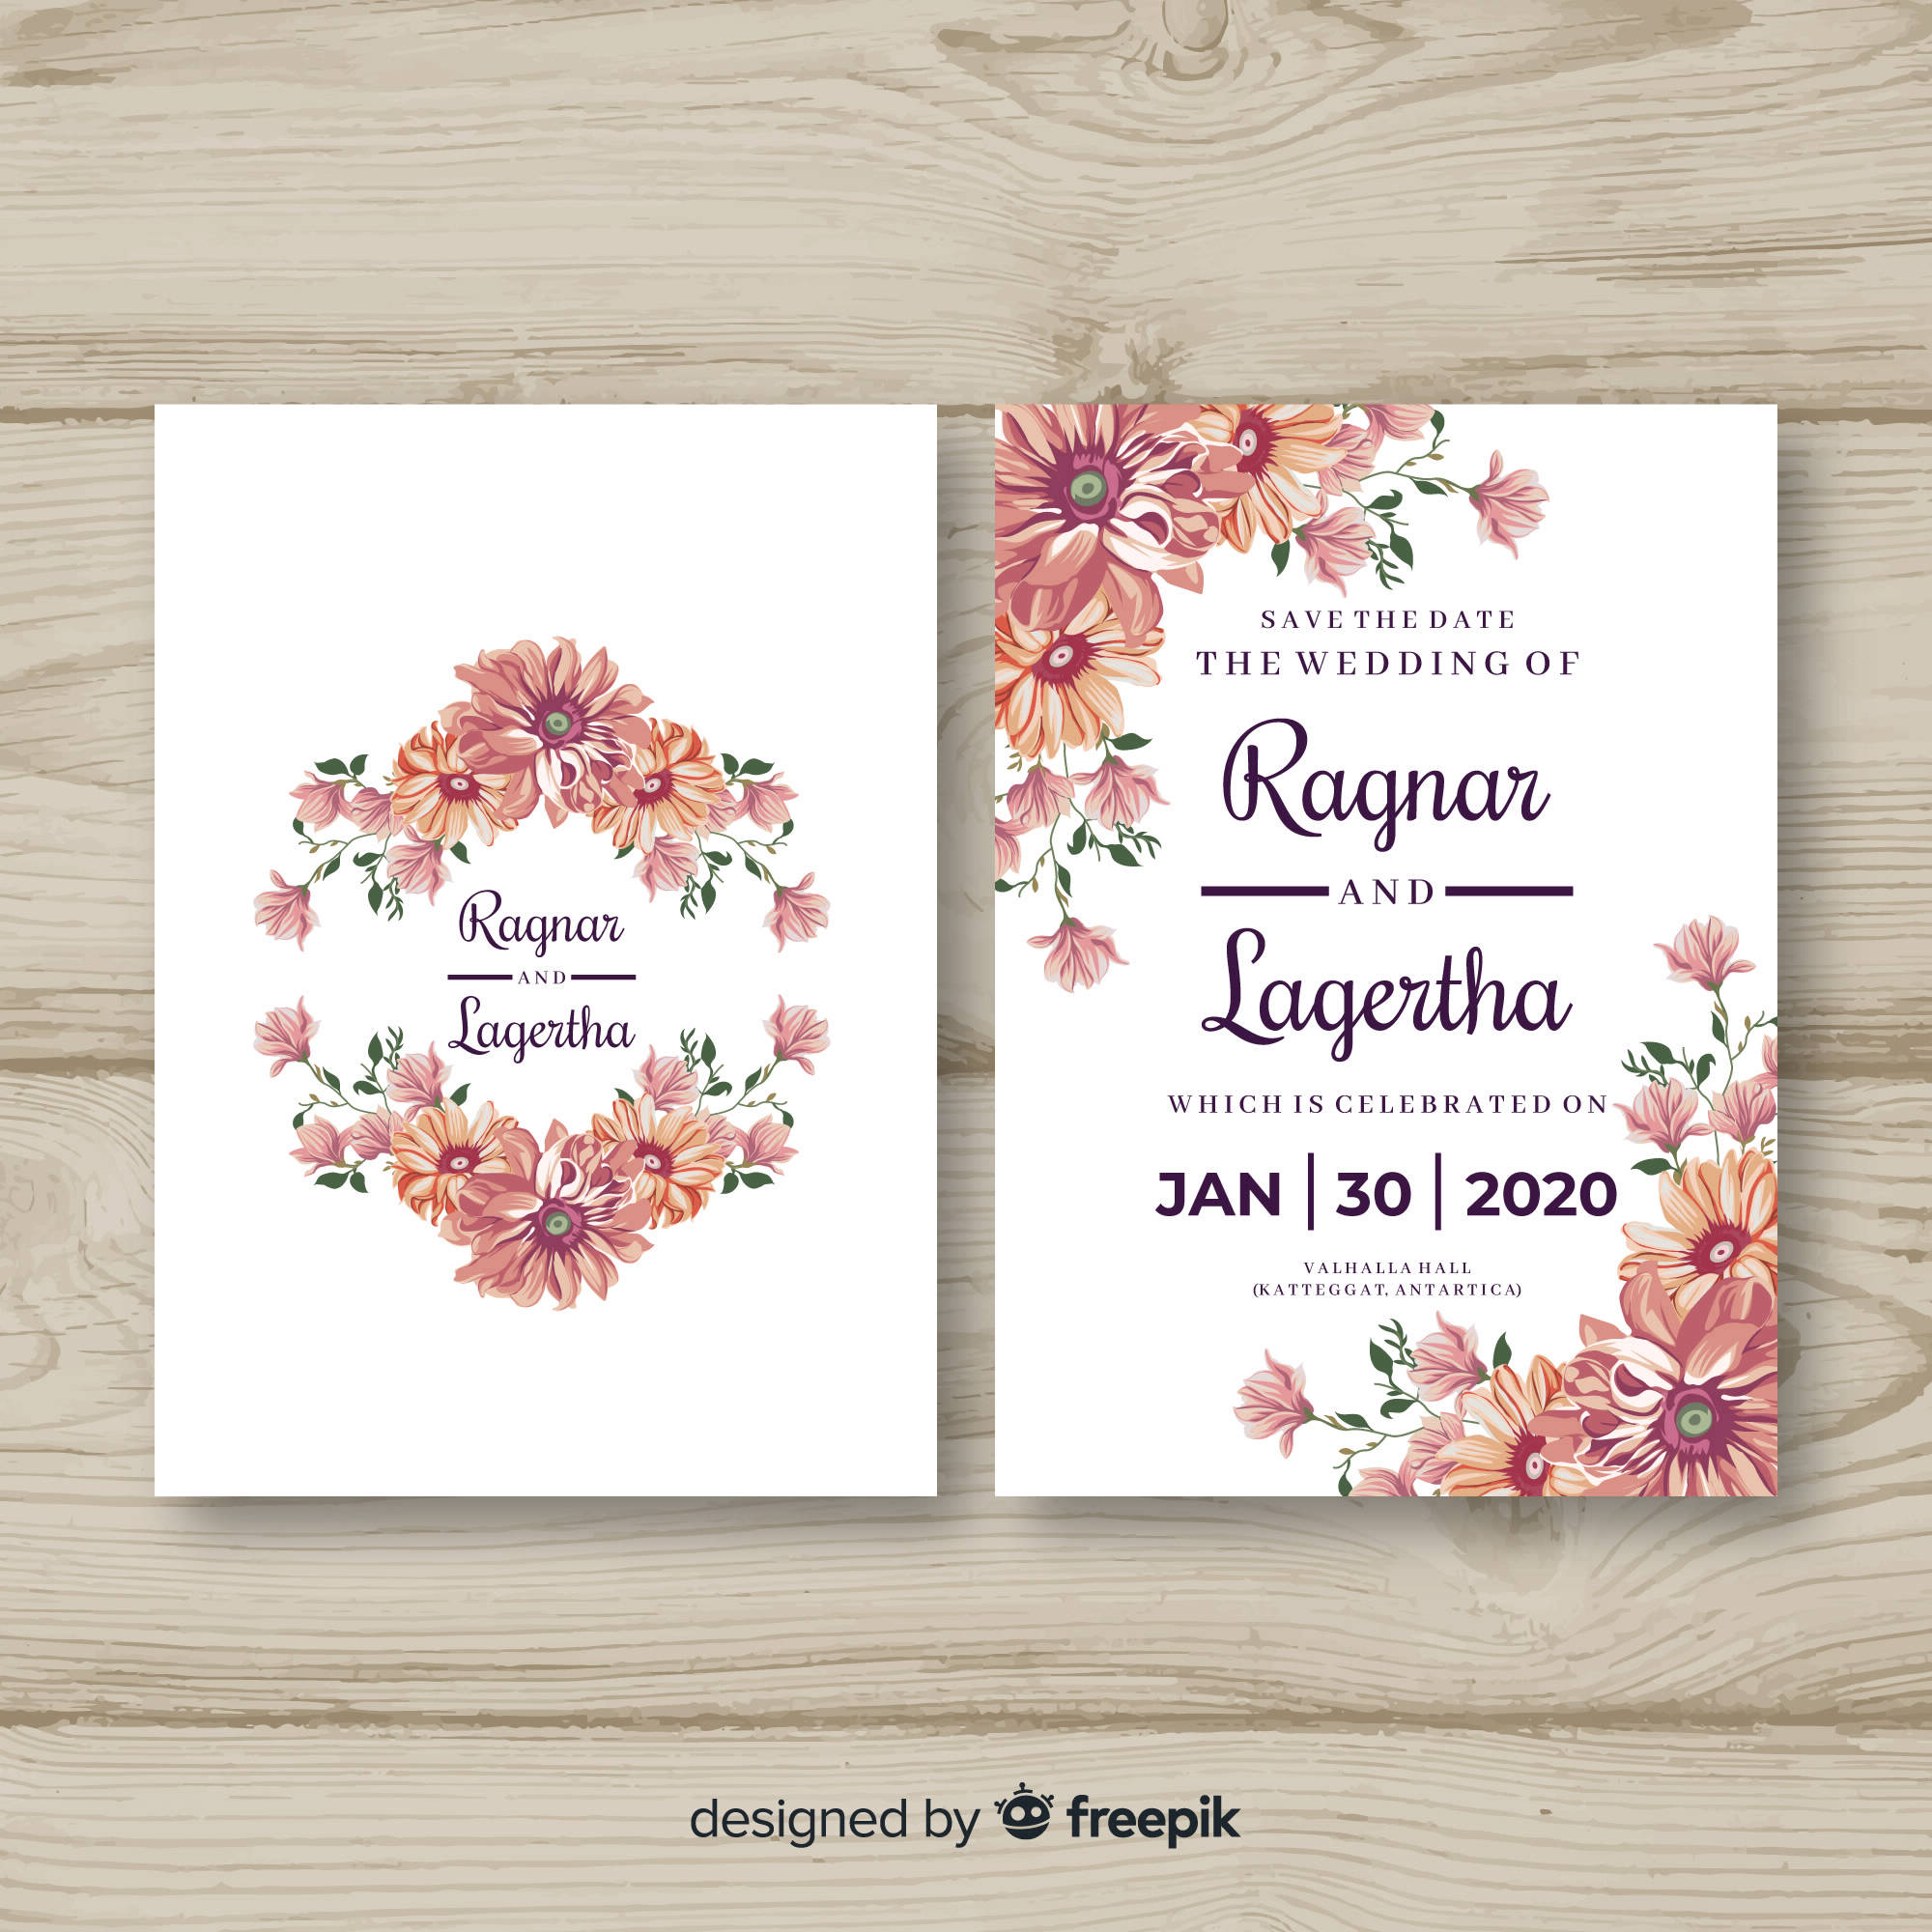 Ragnar
AND
Lagertha
SAVE THE DATE
THE WEDDING OF
Ragnar
AND
Lagertha
WHICH IS CELEBRATED ON
JAN | 30 | 2020
VALHALLA HALL
(KATTEGGAT, ANTARTICA)
designed by freepik